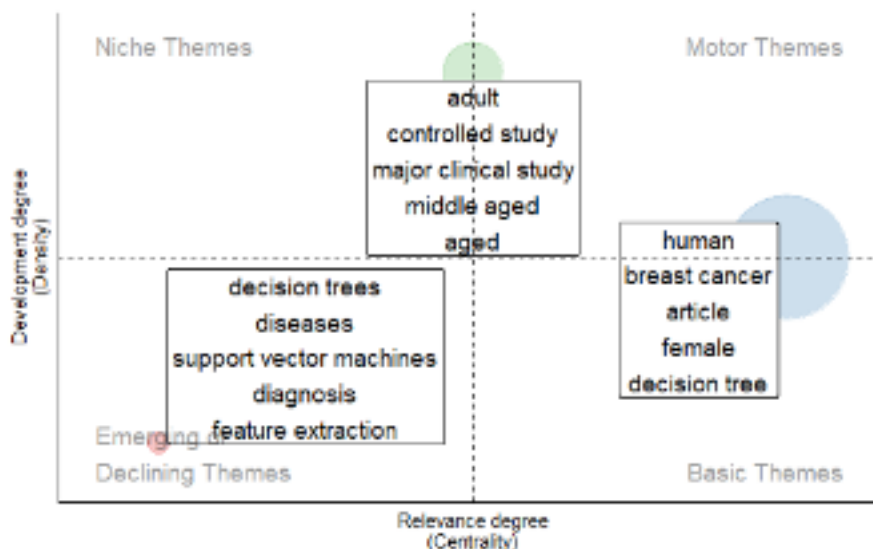 Niche Themes
Motor Themes
adult
controlled study
major clinical study
middle aged
aged
human
breast cancer
article
female
decision tree
decision trees
diseases
support vector machines
diagnosis
feature extraction
Emerging or
Declining Themes
Basic Themes
Development degree
(Density)
Relevance degree
(Centrality)